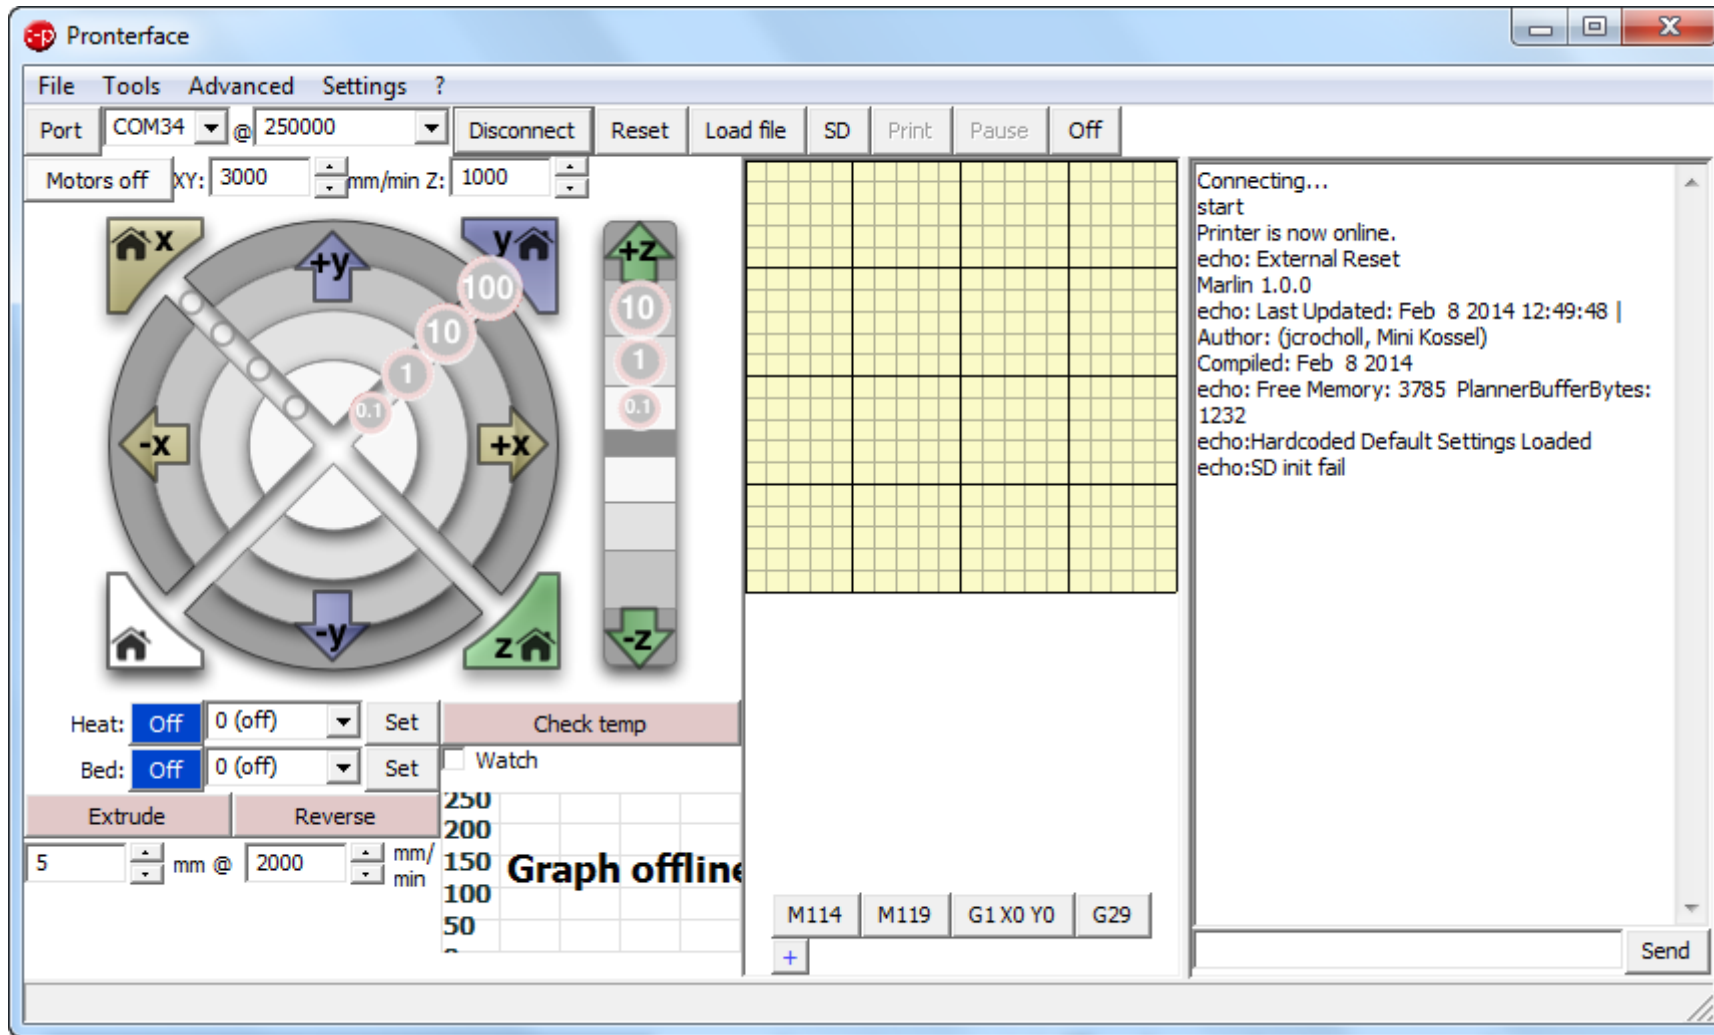 Pronterface
File Tools Advanced Settings ?
Port COM34 @ 250000 Disconnect Reset Load file SD Print Pause Off
Motors off XY: 3000 mm/min Z: 1000
x +y y +z
100
10 10
1 1
0.1 0.1
-x +x
-y z -z
Heat: Off 0 (off) Set Check temp
Bed: Off 0 (off) Set Watch
Extrude Reverse
5 mm @ 2000 mm/
min
250
200
150 Graph offline
100
50
M114 M119 G1 X0 Y0 G29
+
Connecting...
start
Printer is now online.
echo: External Reset
Marlin 1.0.0
echo: Last Updated: Feb  8 2014 12:49:48 |
Author: (jcrocholl, Mini Kossel)
Compiled: Feb  8 2014
echo: Free Memory: 3785  PlannerBufferBytes:
1232
echo:Hardcoded Default Settings Loaded
echo:SD init fail
Send